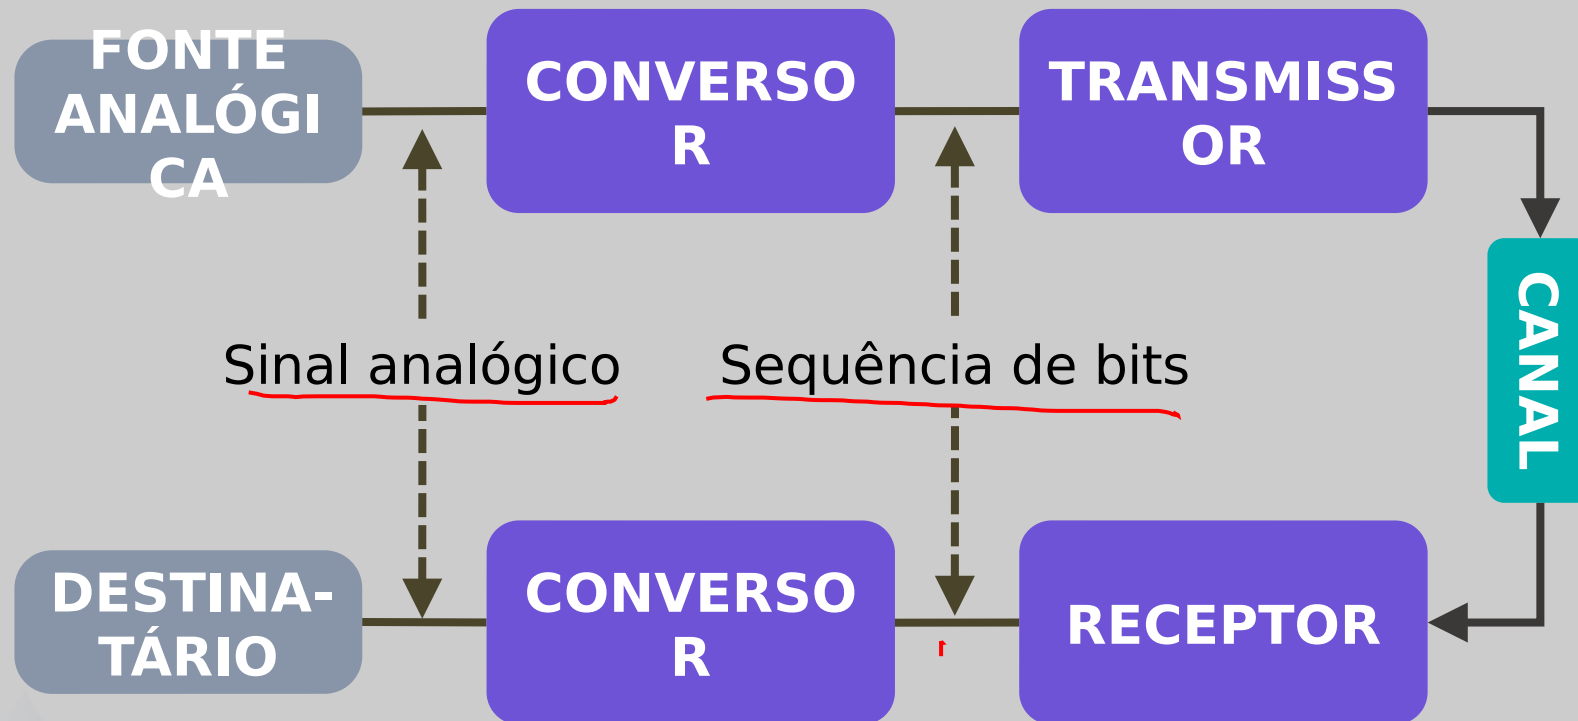 FONTE
ANALÓGI
CA
CONVERSO
R
TRANSMISS
OR
CANAL
Sinal analógico
Sequência de bits
DESTINA-
TÁRIO
CONVERSO
R
RECEPTOR